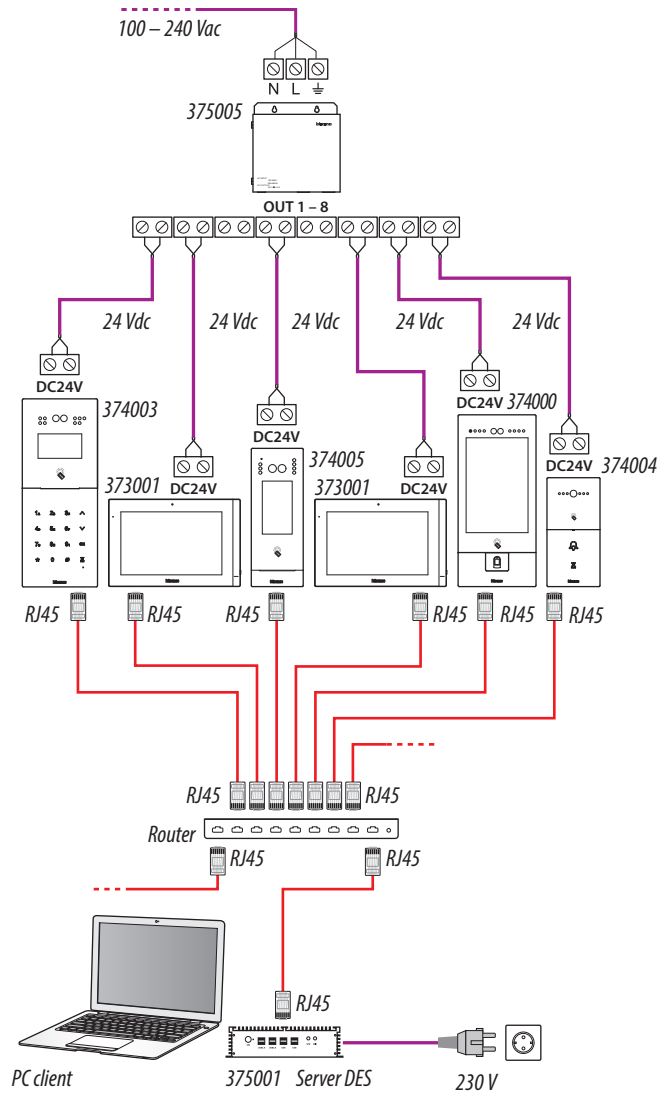 100 – 240 Vac
N L
375005
bticino
OUT 1 – 8
24 Vdc 24 Vdc 24 Vdc 24 Vdc 24 Vdc
DC24V
374003
DC24V 374000
DC24V
374005
DC24V 374004
373001 DC24V
373001 DC24V
RJ45 RJ45 RJ45 RJ45 RJ45 RJ45
RJ45 RJ45
Router
RJ45 RJ45
RJ45
PC client
375001 Server DES
230 V